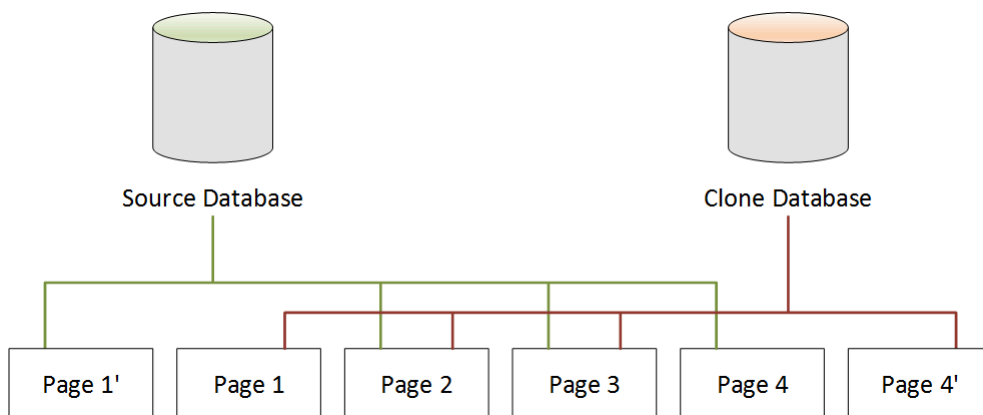 Source Database
Clone Database
Page 1'
Page 1
Page 2
Page 3
Page 4
Page 4'